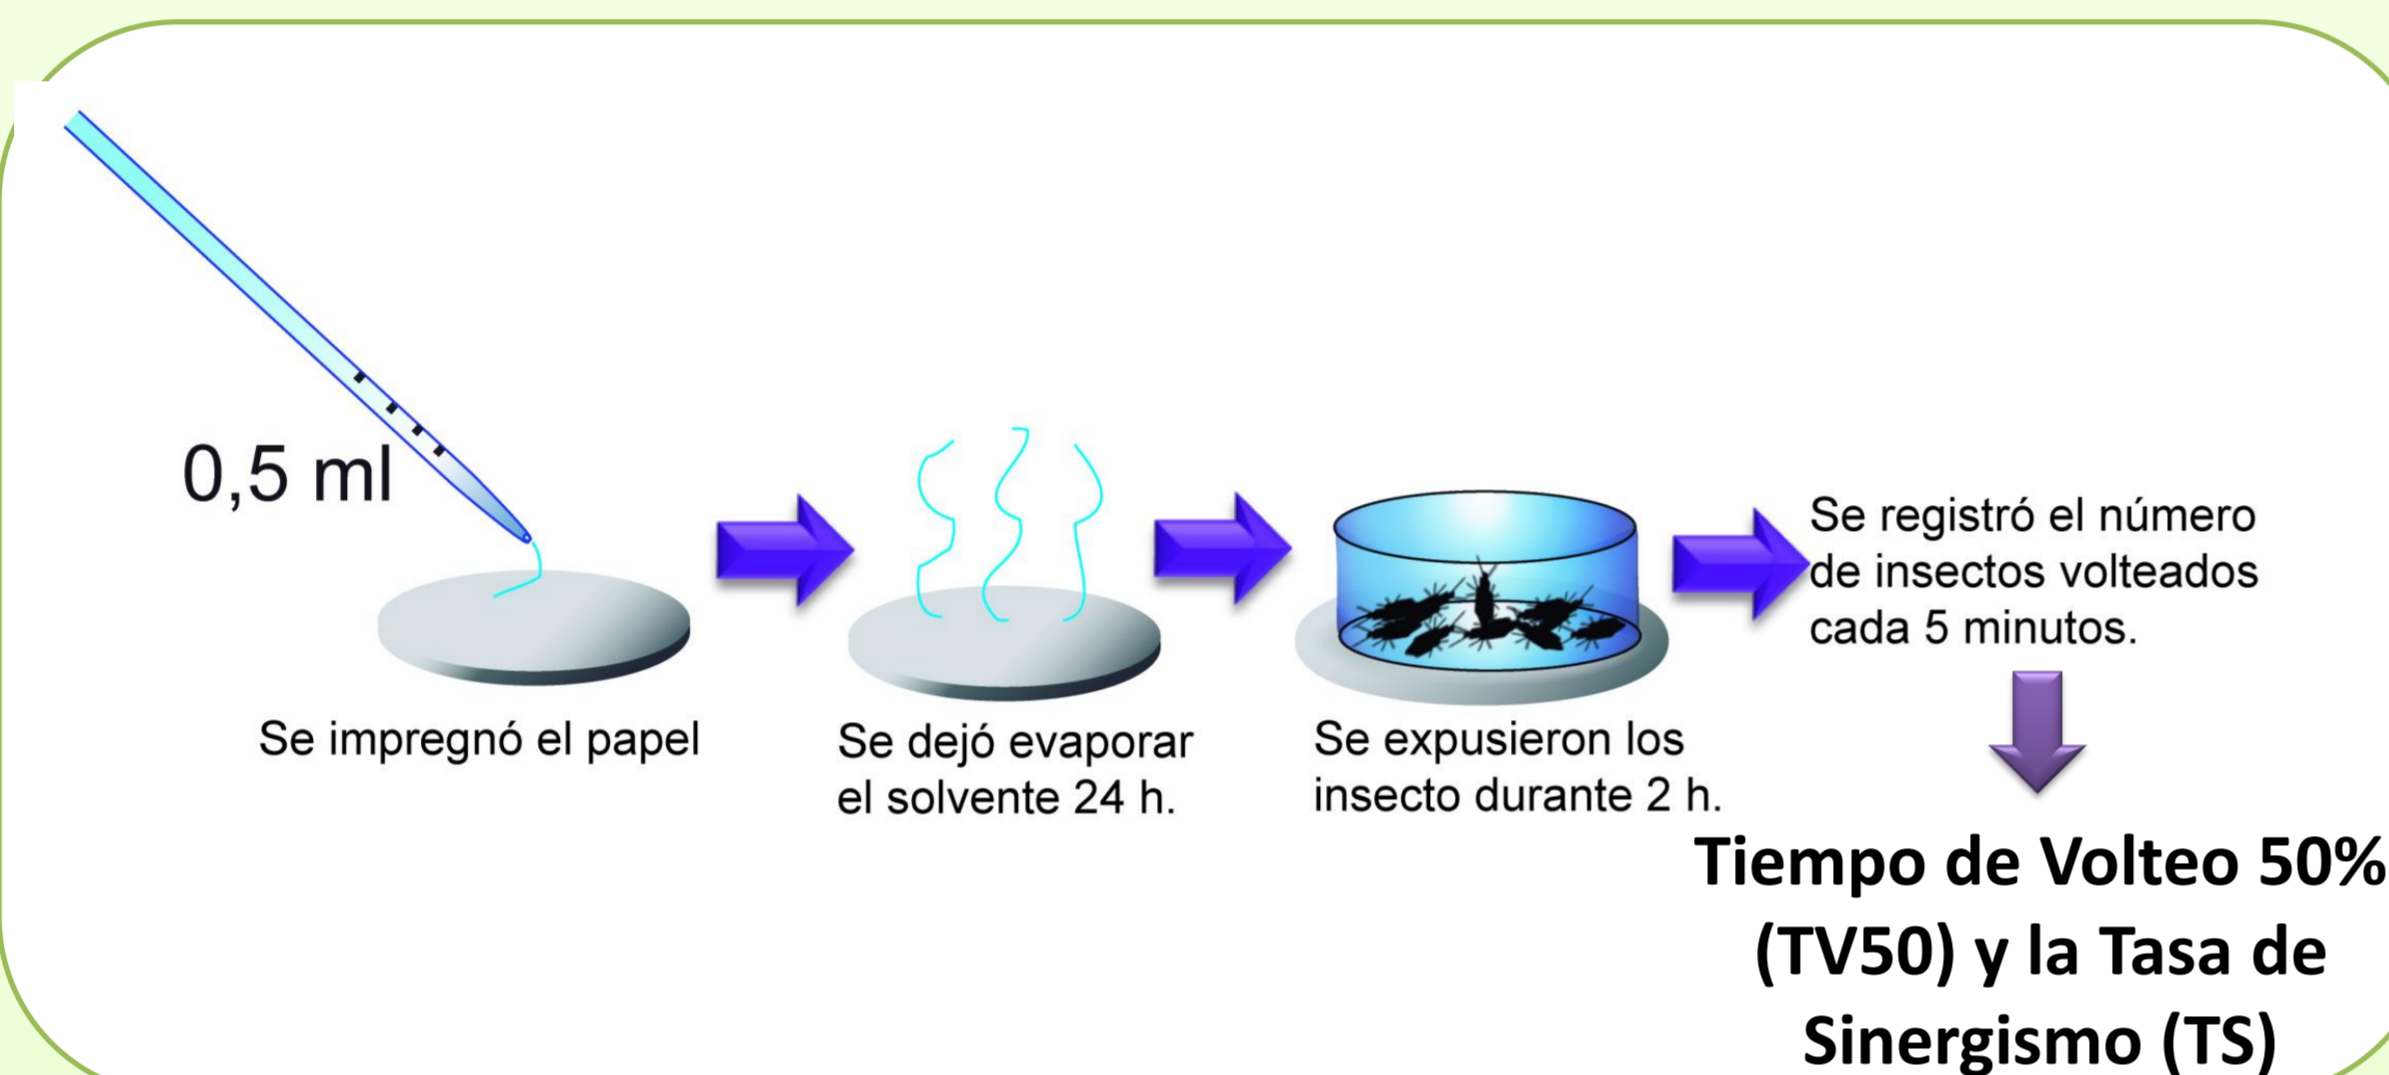 0,5 ml
Se impregnó el papel
Se dejó evaporar
el solvente 24 h.
Se expusieron los
insecto durante 2 h.
Se registró el número
de insectos volteados
cada 5 minutos.
Tiempo de Volteo 50%
(TV50) y la Tasa de
Sinergismo (TS)